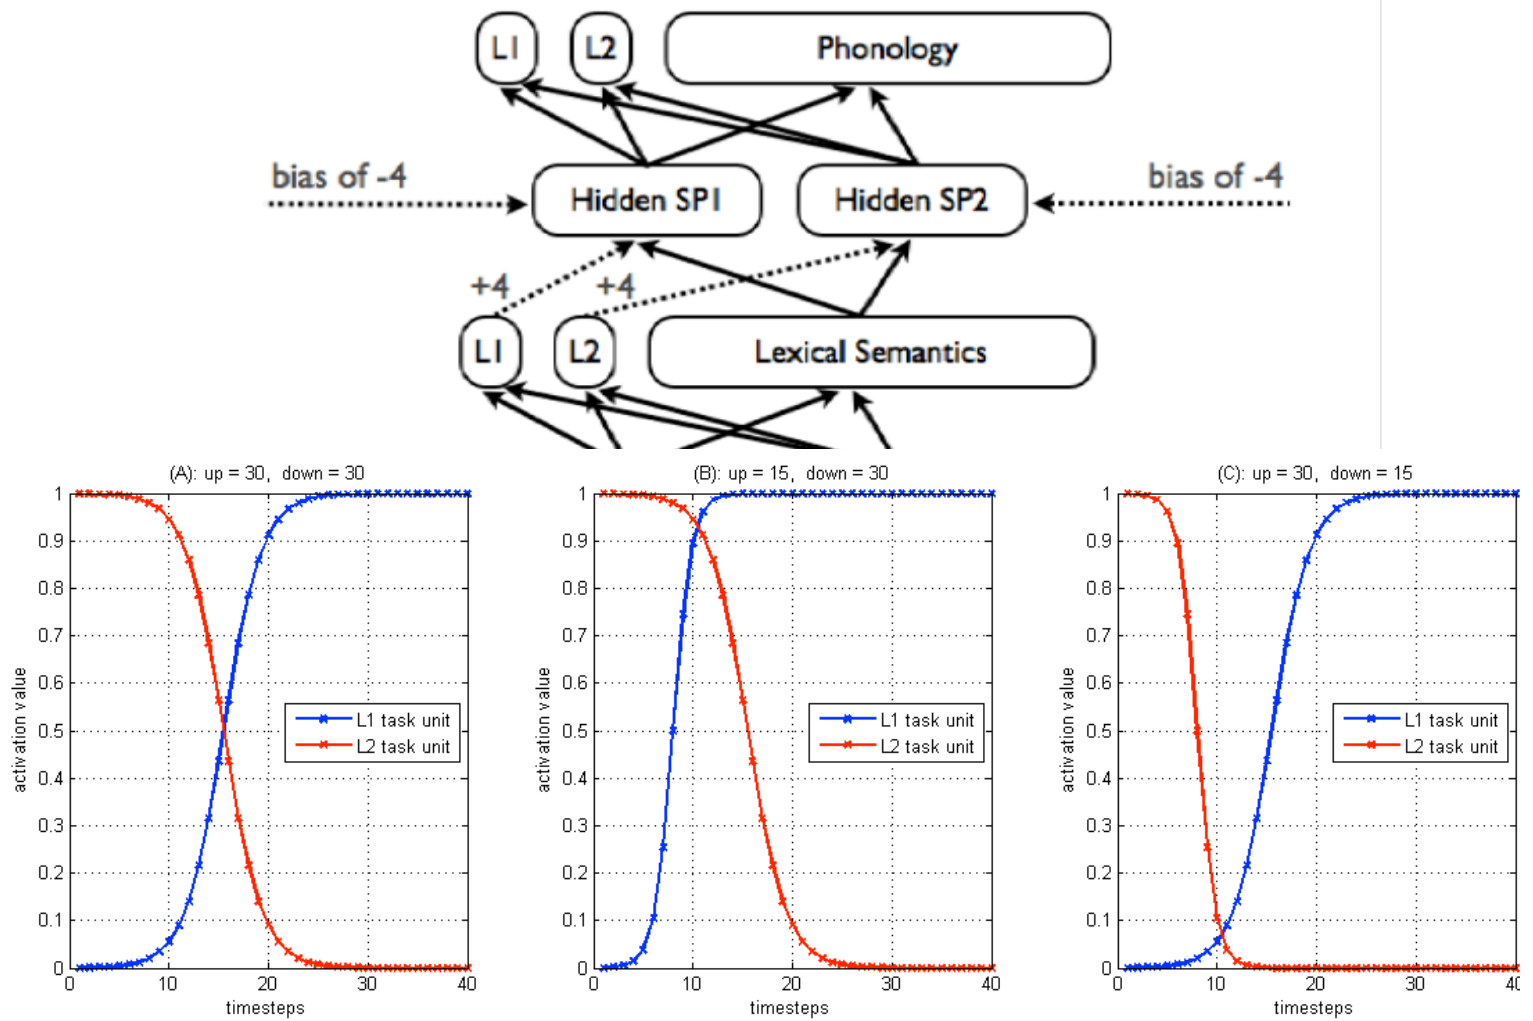 L1 L2 Phonology
bias of -4 bias of -4
Hidden SP1 Hidden SP2
+4 +4
L1 L2 Lexical Semantics
(A): up = 30, down = 30
1
0.9
0.8
0.7
0.6
0.5
0.4
0.3
0.2
0.1
0
0 10 20 30 40
activation value
timesteps
L1 task unit
L2 task unit
(B): up = 15, down = 30
1
0.9
0.8
0.7
0.6
0.5
0.4
0.3
0.2
0.1
0
0 10 20 30 40
activation value
timesteps
L1 task unit
L2 task unit
(C): up = 30, down = 15
1
0.9
0.8
0.7
0.6
0.5
0.4
0.3
0.2
0.1
0
0 10 20 30 40
activation value
timesteps
L1 task unit
L2 task unit